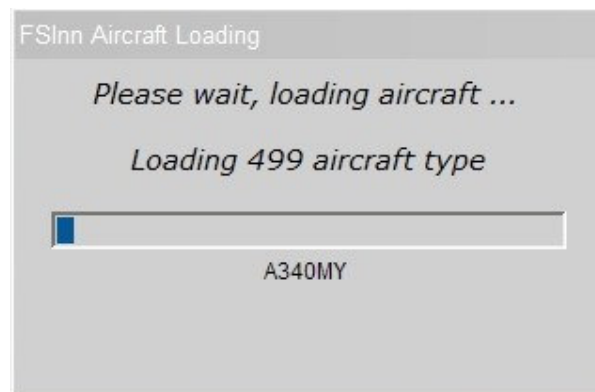 FSInn Aircraft Loading
Please wait, loading aircraft ...
Loading 499 aircraft type
A340MY